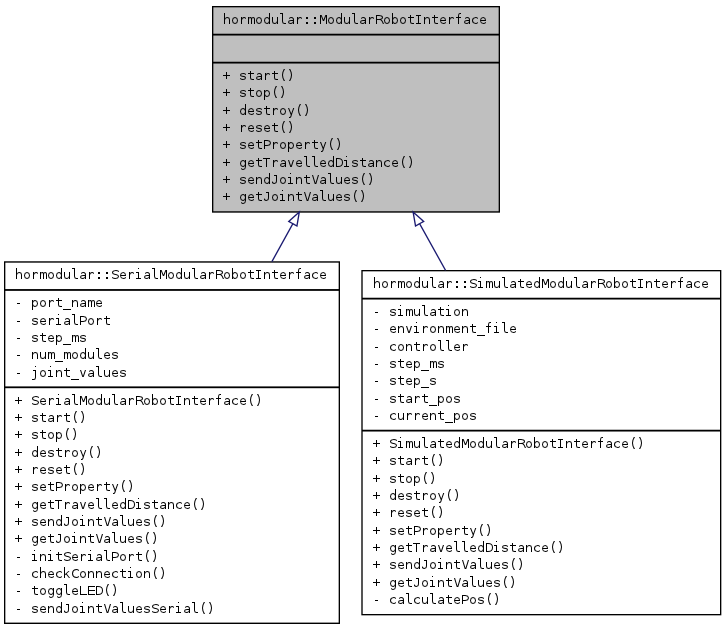 hormodular::ModularRobotInterface
+ start()
+ stop()
+ destroy()
+ reset()
+ setProperty()
+ getTravelledDistance()
+ sendJointValues()
+ getJointValues()
hormodular::SerialModularRobotInterface
- port_name
- serialPort
- step_ms
- num_modules
- joint_values
+ SerialModularRobotInterface()
+ start()
+ stop()
+ destroy()
+ reset()
+ setProperty()
+ getTravelledDistance()
+ sendJointValues()
+ getJointValues()
- initSerialPort()
- checkConnection()
- toggleLED()
- sendJointValuesSerial()
hormodular::SimulatedModularRobotInterface
- simulation
- environment_file
- controller
- step_ms
- step_s
- start_pos
- current_pos
+ SimulatedModularRobotInterface()
+ start()
+ stop()
+ destroy()
+ reset()
+ setProperty()
+ getTravelledDistance()
+ sendJointValues()
+ getJointValues()
- calculatePos()